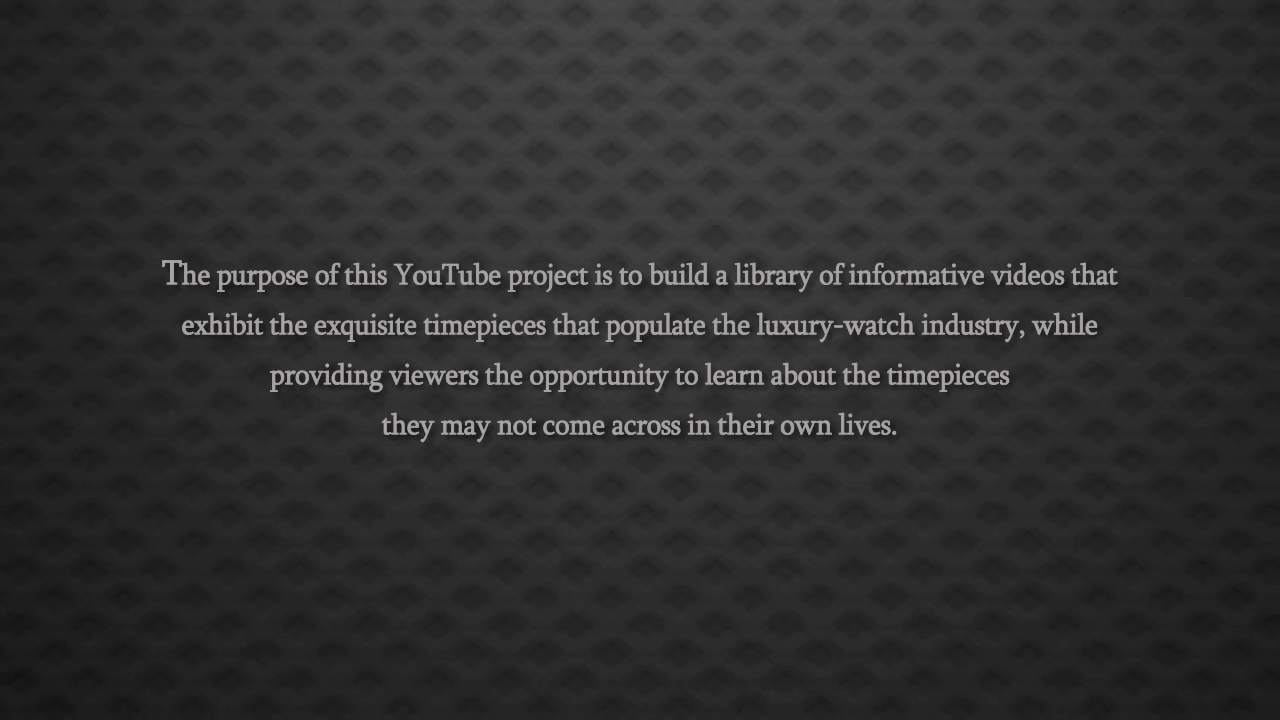 The purpose of this YouTube project is to build a library of informative videos that
exhibit the exquisite timepieces that populate the luxury-watch industry, while
providing viewers the opportunity to learn about the timepieces
they may not come across in their own lives.